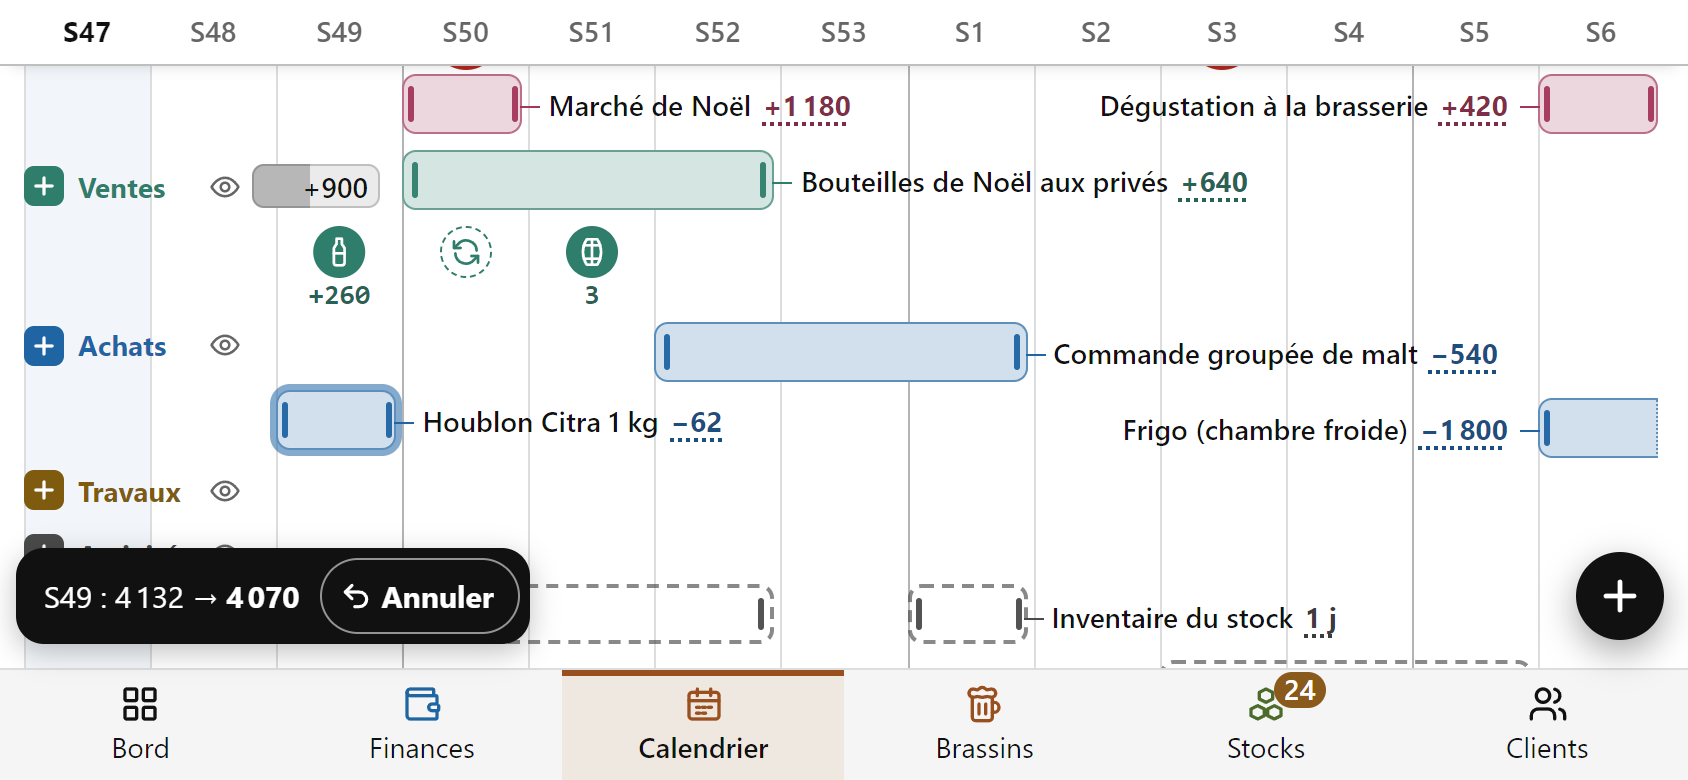 S47 S48 S49 S50 S51 S52 S53 S1 S2 S3 S4 S5 S6
Marché de Noël +1 180
Dégustation à la brasserie +420
Ventes
+900
Bouteilles de Noël aux privés +640
+260
3
Achats
Commande groupée de malt −540
Houblon Citra 1 kg −62
Frigo (chambre froide) −1 800
Travaux
S49 : 4 132 → 4 070
Annuler
Inventaire du stock 1 j
24
Bord
Finances
Calendrier
Brassins
Stocks
Clients